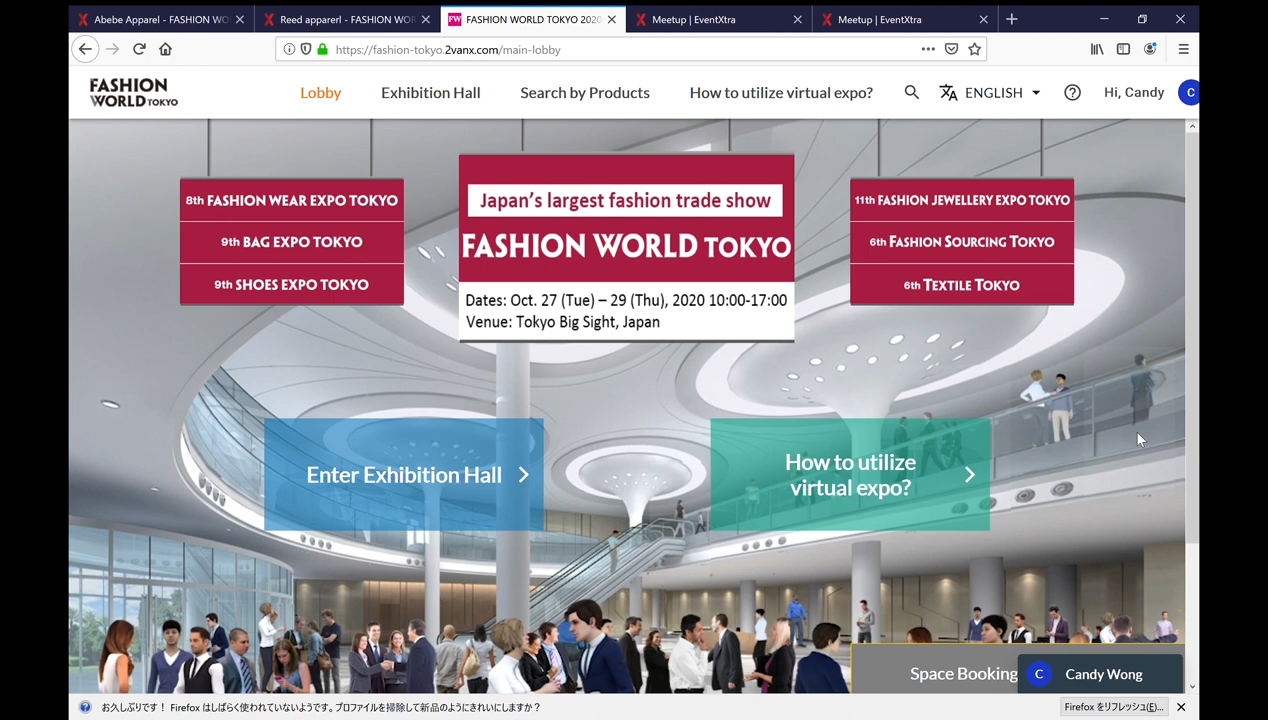 Abebe Apparel - FASHION WO
Reed apparerl - FASHION WOR
FASHION WORLD TOKYO 2020
Meetup | EventXtra
Meetup | EventXtra
https://fashion-tokyo.2vanx.com/main-lobby
FASHION
WORLD TOKYO
Lobby
Exhibition Hall
Search by Products
How to utilize virtual expo?
ENGLISH
Hi, Candy
C
8th FASHION WEAR EXPO TOKYO
9th BAG EXPO TOKYO
9th SHOES EXPO TOKYO
Japan's largest fashion trade show
FASHION WORLD TOKYO
Dates: Oct. 27 (Tue) – 29 (Thu), 2020 10:00-17:00
Venue: Tokyo Big Sight, Japan
11th FASHION JEWELLERY EXPO TOKYO
6th FASHION SOURCING TOKYO
6th TEXTILE TOKYO
Enter Exhibition Hall
How to utilize
virtual expo?
Space Booking
C Candy Wong
お久しぶりです！ Firefox はしばらく使われていないようです。プロファイルを掃除して新品のようにきれいにしますか？
Firefox をリフレッシュ(E)...